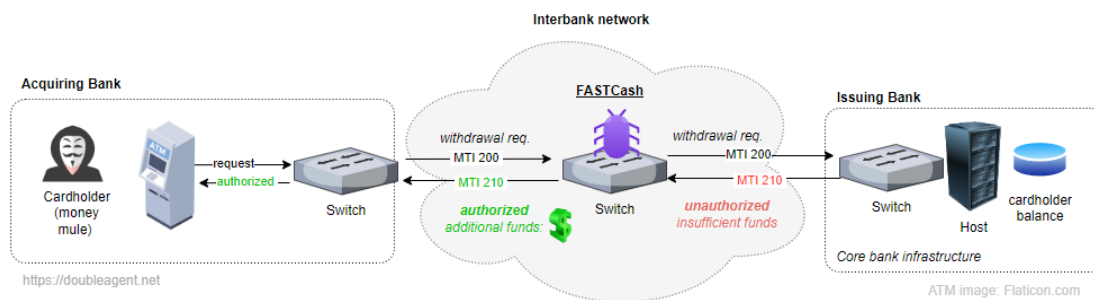 Interbank network
Acquiring Bank
FASTCash
Issuing Bank
withdrawal req.
withdrawal req.
ATM
request
MTI 200
MTI 200
authorized
MTI 210
MTI 210
Cardholder
(money
mule)
Switch
authorized
additional funds:
$
Switch
unauthorized
insufficient funds
Switch
Host
cardholder
balance
Core bank infrastructure
https://doubleagent.net
ATM image: Flaticon.com